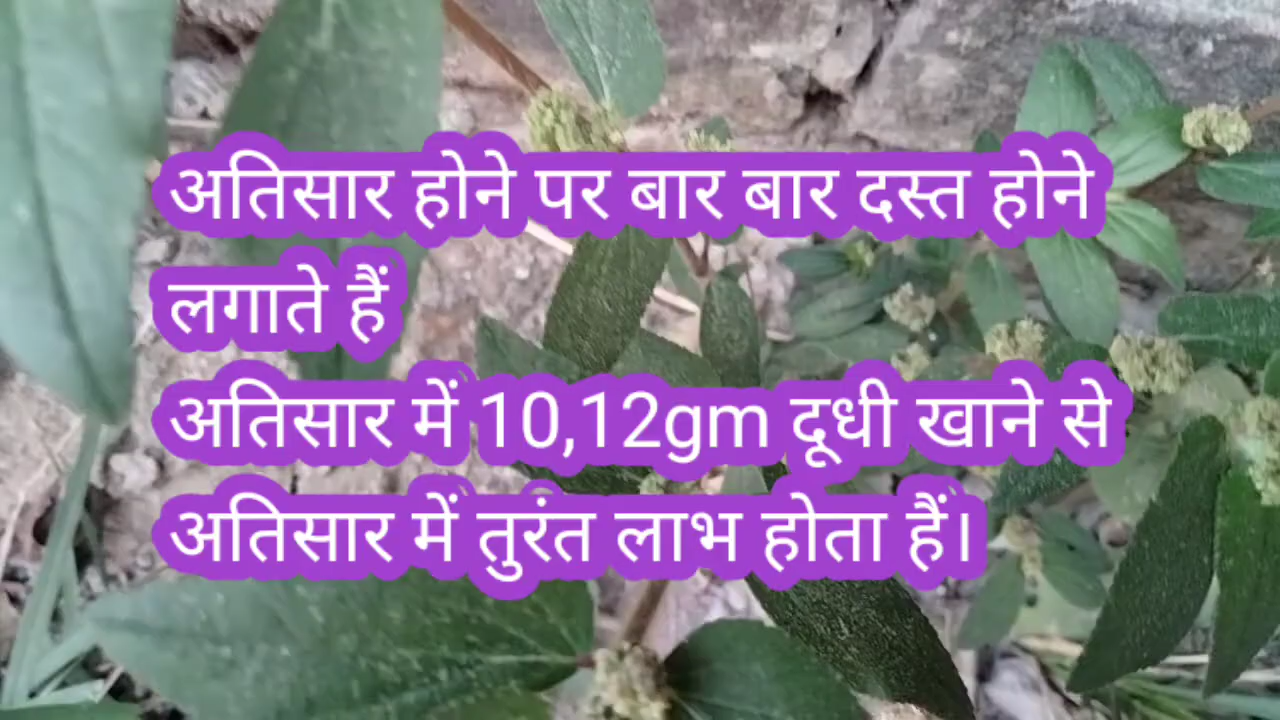 अतिसार होने पर बार बार दस्त होने
लगाते हैं
अतिसार में 10,12gm दूधी खाने से
अतिसार में तुरंत लाभ होता हैं।